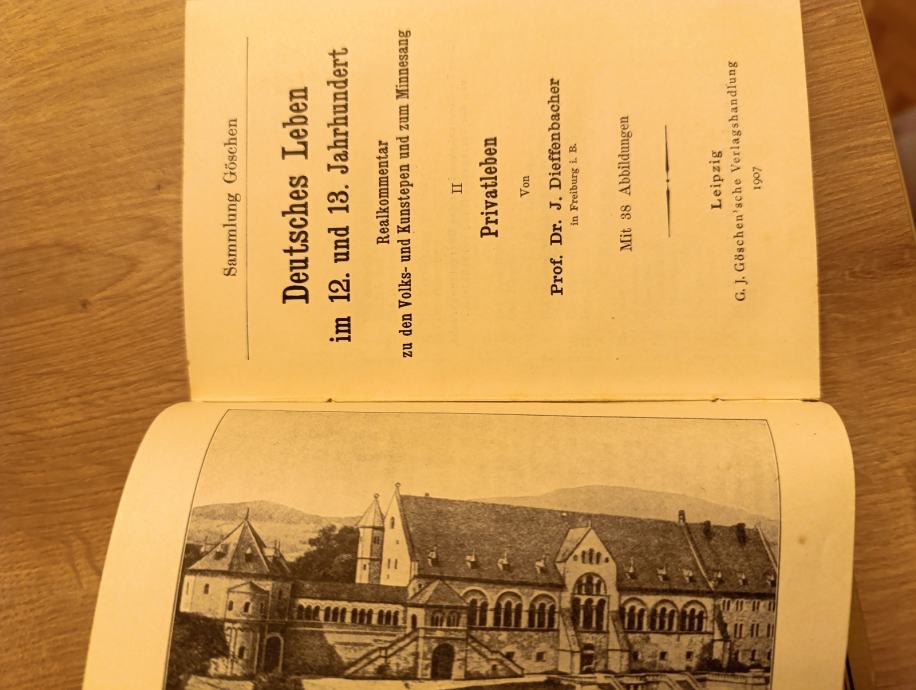 Sammlung Göschen
Deutsches Leben
im 12. und 13. Jahrhundert
Realkommentar
zu den Volks- und Kunstepen und zum Minnesang
II
Privatleben
Von
Prof. Dr. J. Dieffenbacher
in Freiburg i. B.
Mit 38 Abbildungen
Leipzig
G. J. Göschen'sche Verlagshandlung
1907